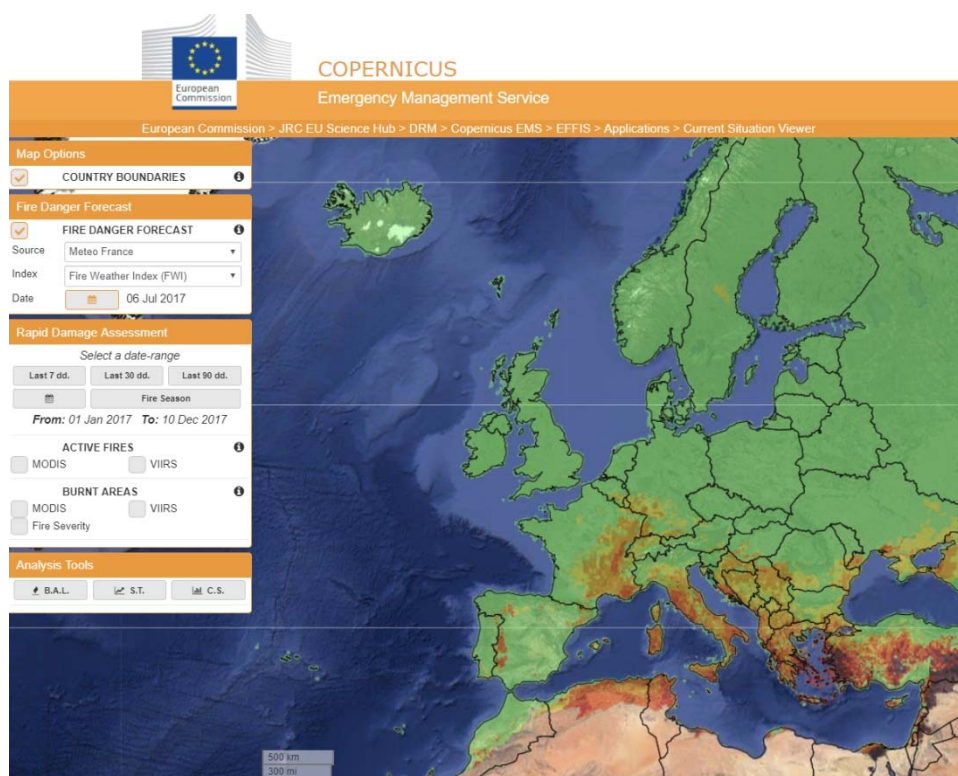 European
Commission
COPERNICUS
Emergency Management Service
European Commission > JRC EU Science Hub > DRM > Copernicus EMS > EFFIS > Applications > Current Situation Viewer
Map Options
COUNTRY BOUNDARIES
Fire Danger Forecast
FIRE DANGER FORECAST
Source Meteo France
Index Fire Weather Index (FWI)
Date 06 Jul 2017
Rapid Damage Assessment
Select a date-range
Last 7 dd. Last 30 dd. Last 90 dd.
Fire Season
From: 01 Jan 2017 To: 10 Dec 2017
ACTIVE FIRES
MODIS VIIRS
BURNT AREAS
MODIS VIIRS
Fire Severity
Analysis Tools
B.A.L. S.T. C.S.
500 km
300 mi